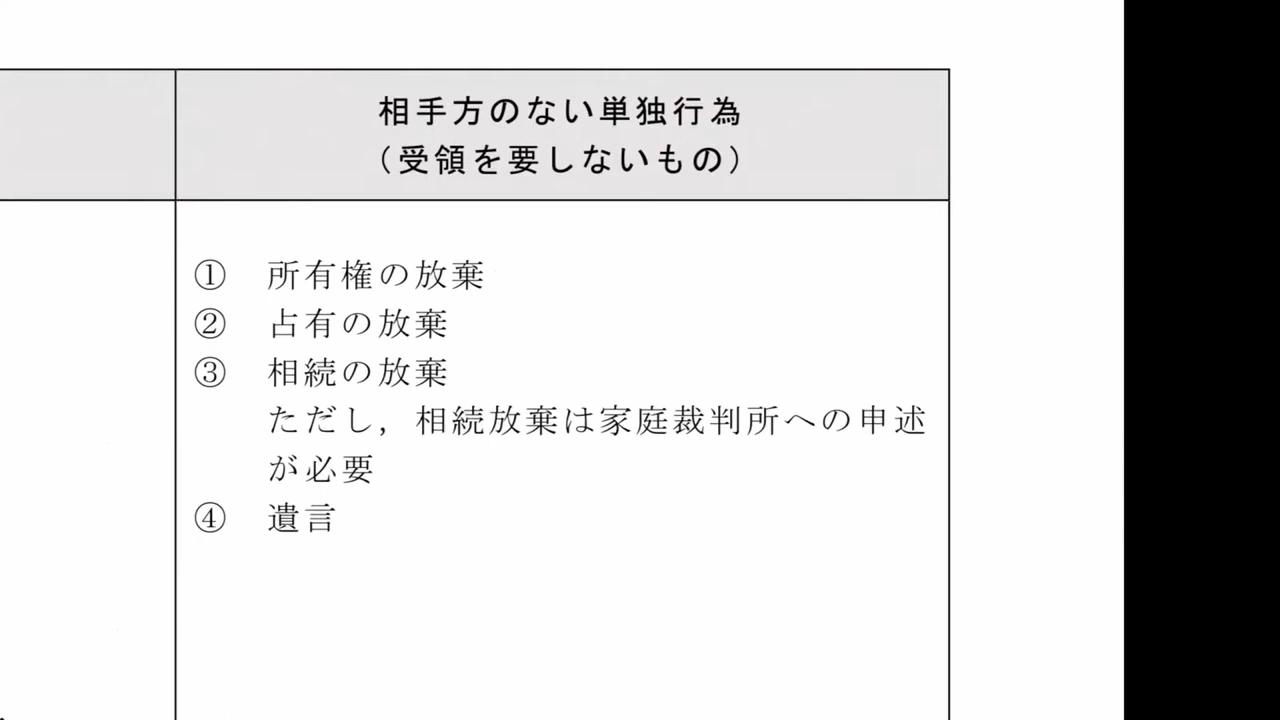 相手方のない単独行為
（受領を要しないもの）
① 所有権の放棄
② 占有の放棄
③ 相続の放棄
ただし，相続放棄は家庭裁判所への申述
が必要
④ 遺言